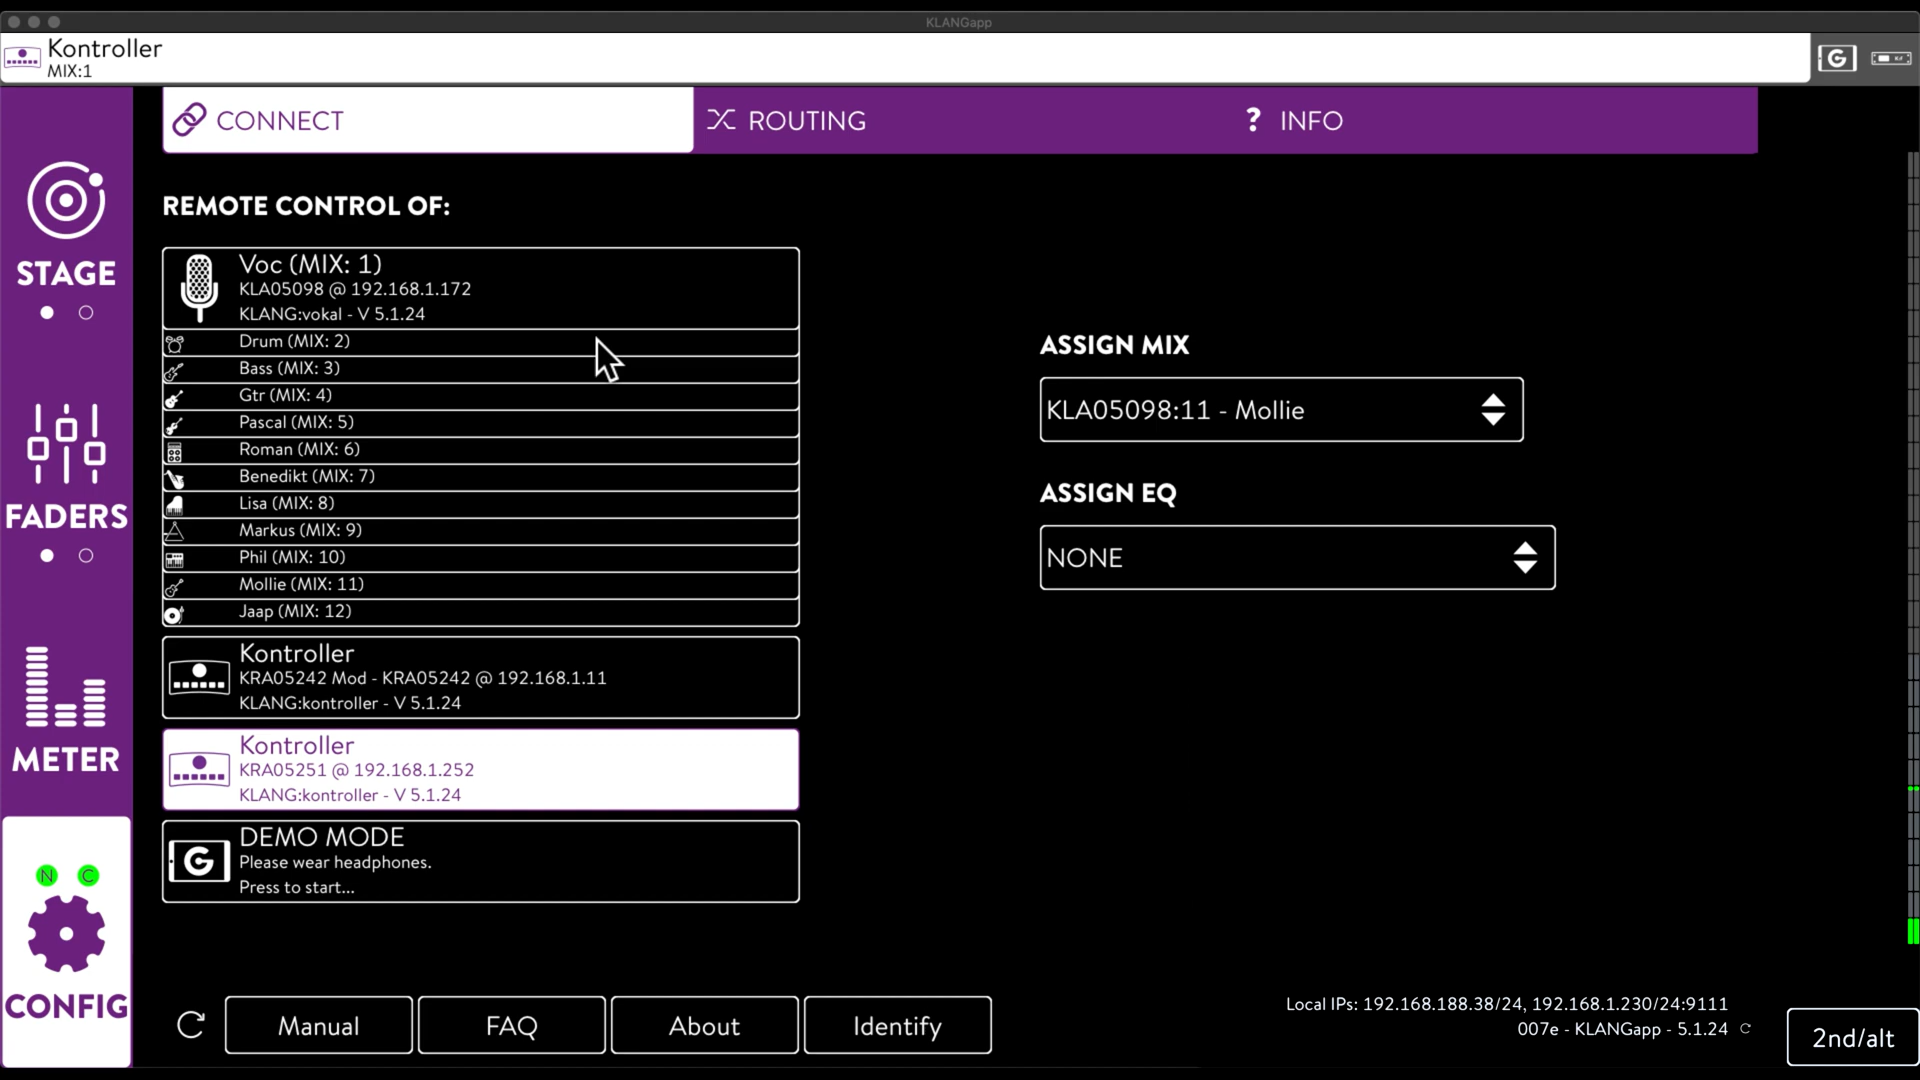 KLANGapp
Kontroller
MIX:1
CONNECT
ROUTING
? INFO
STAGE
FADERS
METER
N C
CONFIG
REMOTE CONTROL OF:
Voc (MIX: 1)
KLA05098 @ 192.168.1.172
KLANG:vokal - V 5.1.24
Drum (MIX: 2)
Bass (MIX: 3)
Gtr (MIX: 4)
Pascal (MIX: 5)
Roman (MIX: 6)
Benedikt (MIX: 7)
Lisa (MIX: 8)
Markus (MIX: 9)
Phil (MIX: 10)
Mollie (MIX: 11)
Jaap (MIX: 12)
Kontroller
KRA05242 Mod - KRA05242 @ 192.168.1.11
KLANG:kontroller - V 5.1.24
Kontroller
KRA05251 @ 192.168.1.252
KLANG:kontroller - V 5.1.24
G
DEMO MODE
Please wear headphones.
Press to start...
ASSIGN MIX
KLA05098:11 - Mollie
ASSIGN EQ
NONE
Manual
FAQ
About
Identify
Local IPs: 192.168.188.38/24, 192.168.1.230/24:9111
007e - KLANGapp - 5.1.24
2nd/alt
G